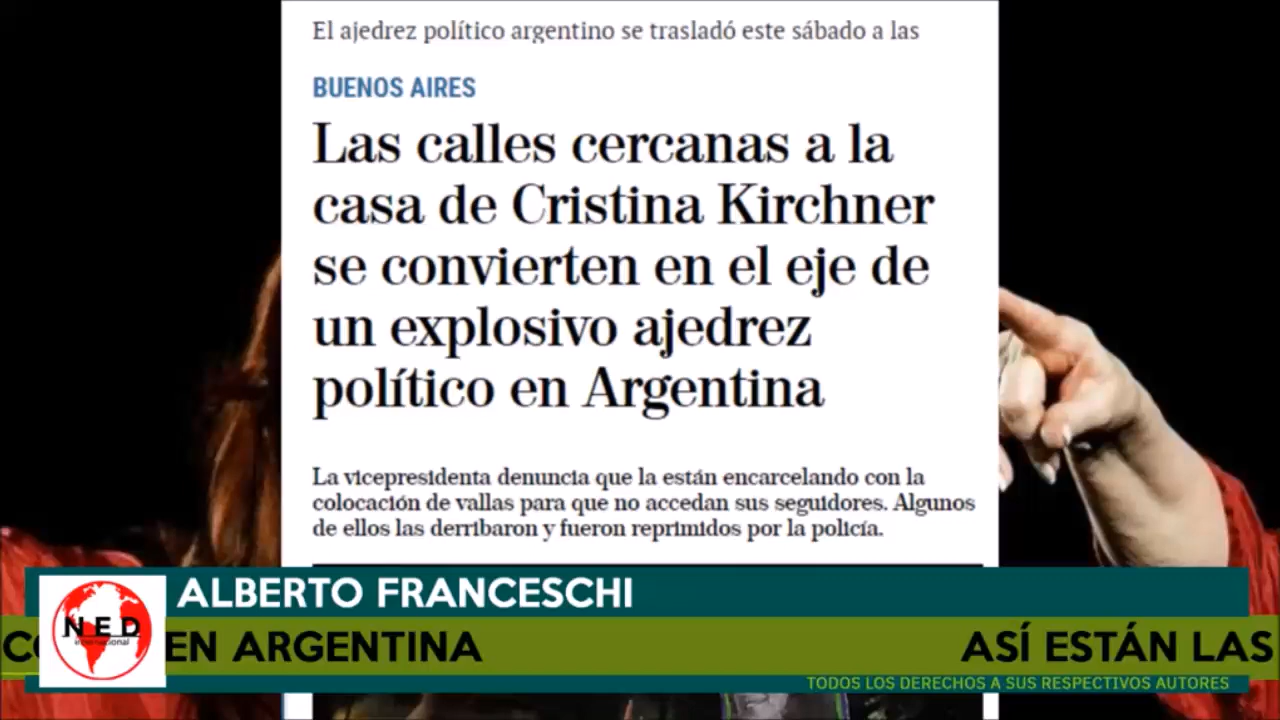 El ajedrez político argentino se trasladó este sábado a las
BUENOS AIRES
Las calles cercanas a la
casa de Cristina Kirchner
se convierten en el eje de
un explosivo ajedrez
político en Argentina
La vicepresidenta denuncia que la están encarcelando con la
colocación de vallas para que no accedan sus seguidores. Algunos
de ellos las derribaron y fueron reprimidos por la policía.
ALBERTO FRANCESCHI
NED
internacional
EN ARGENTINA
ASÍ ESTÁN LAS
TODOS LOS DERECHOS A SUS RESPECTIVOS AUTORES